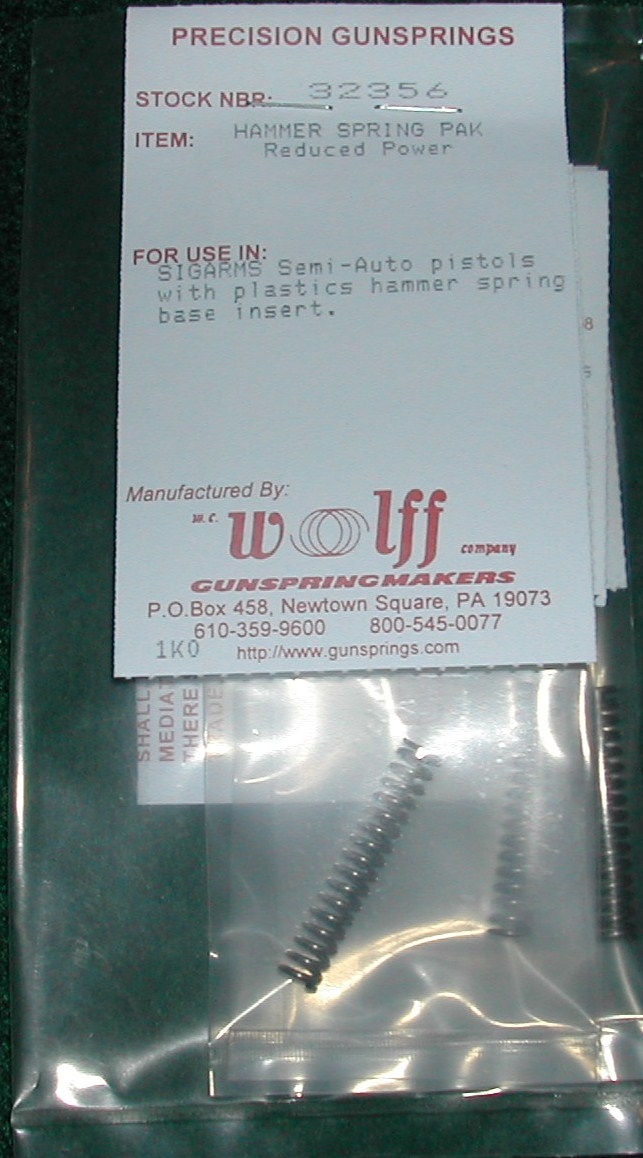 PRECISION GUNSPRINGS
STOCK NBR: 32356
ITEM: HAMMER SPRING PAK
Reduced Power
FOR USE IN:
SIGARMS Semi-Auto pistols
with plastics hammer spring
base insert.
8
Manufactured By:
w.c. wolff company
GUNSPRINGMAKERS
P.O.Box 458, Newtown Square, PA 19073
610-359-9600 800-545-0077
1K0 http://www.gunsprings.com
SHALL
MEDIAT
THERE